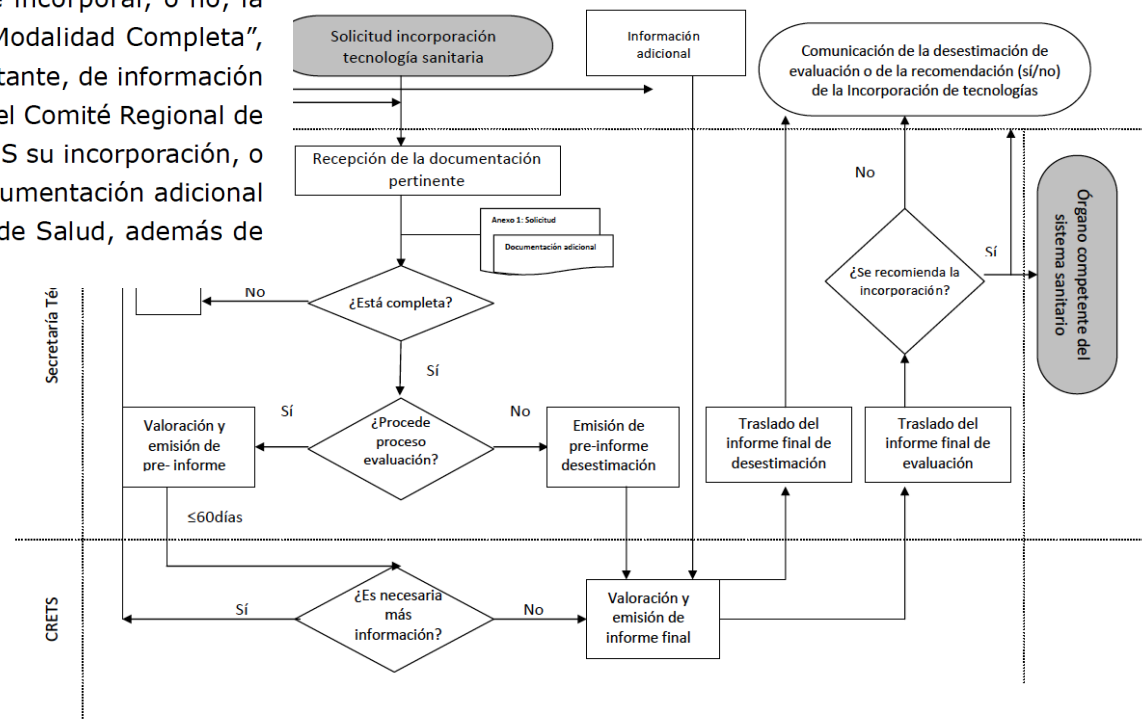 incorporar, o no, la
Modalidad Completa”,
de información
el Comité Regional de
su incorporación, o
adicional
de Salud, además de
Solicitud incorporación
tecnología sanitaria
Información
adicional
Comunicación de la desestimación de
evaluación o de la recomendación (sí/no)
de la Incorporación de tecnologías
Recepción de la documentación
pertinente
Anexo 1: Solicitud
Documentación adicional
No
Sí
¿Se recomienda la
incorporación?
Órgano competente del
sistema sanitario
Secretaría
No
¿Está completa?
Sí
Valoración y
emisión de
pre- informe
Sí
¿Procede
proceso
evaluación?
No
Emisión de
pre-informe
desestimación
Traslado del
informe final de
desestimación
Traslado del
informe final de
evaluación
≤60días
CRETS
Sí
¿Es necesaria
más
información?
No
Valoración y
emisión de
informe final